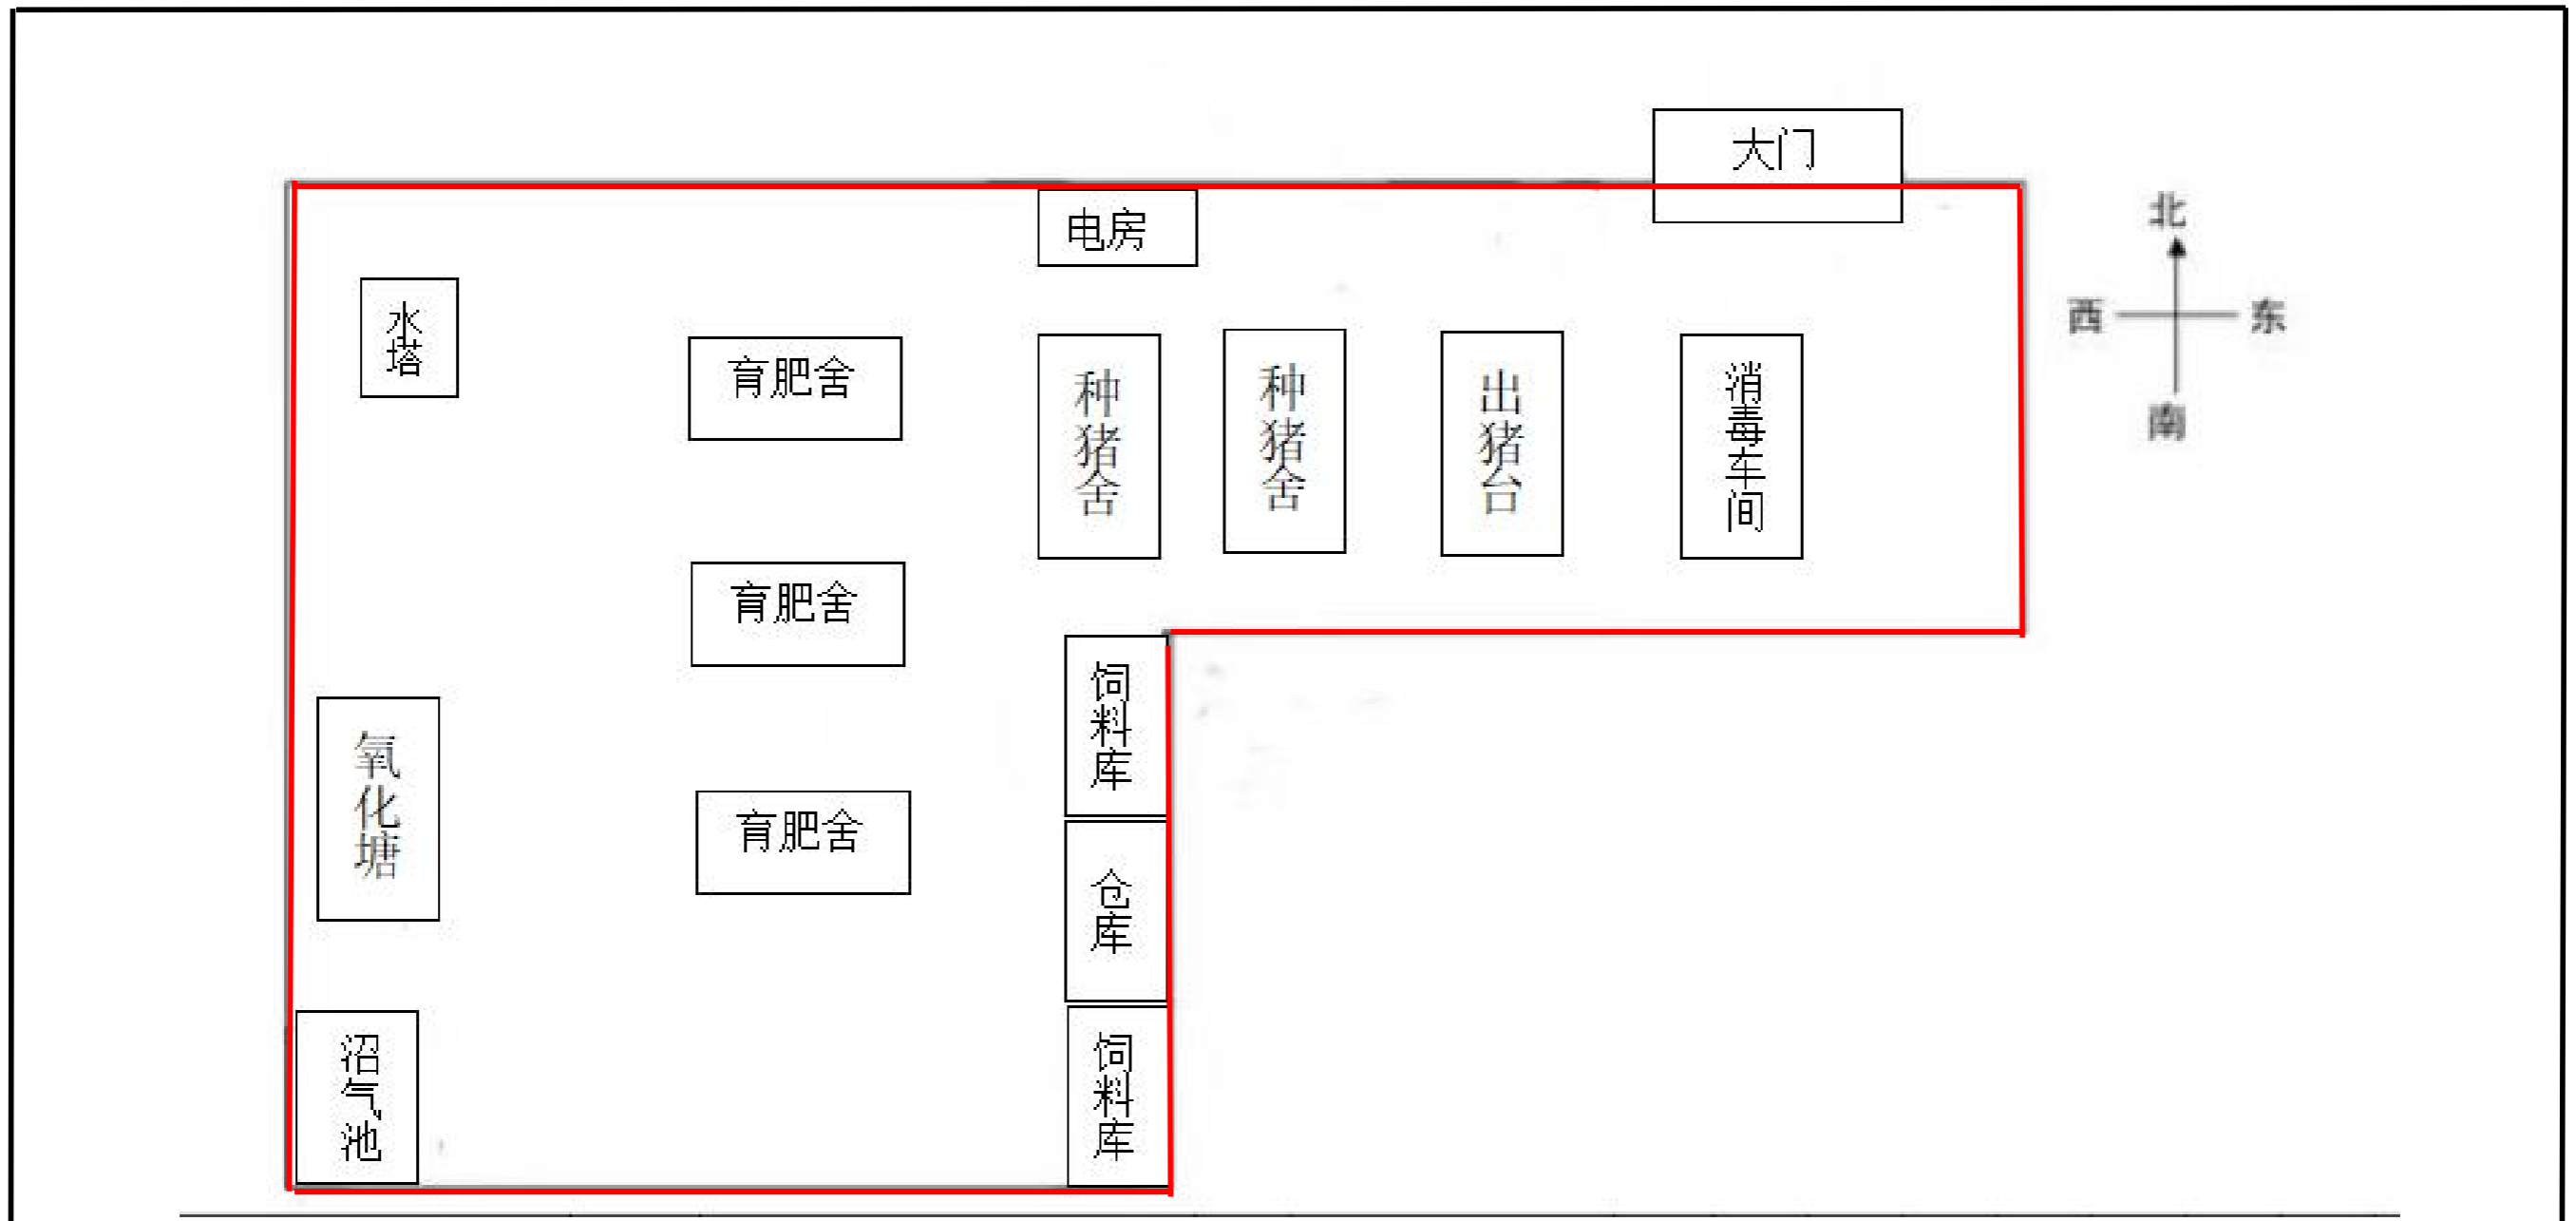 大门
北
电房
西
东
水塔
育肥舍
种猪舍
种猪舍
出猪台
消毒车间
南
育肥舍
饲料库
氧化塘
育肥舍
仓库
沼气池
饲料库